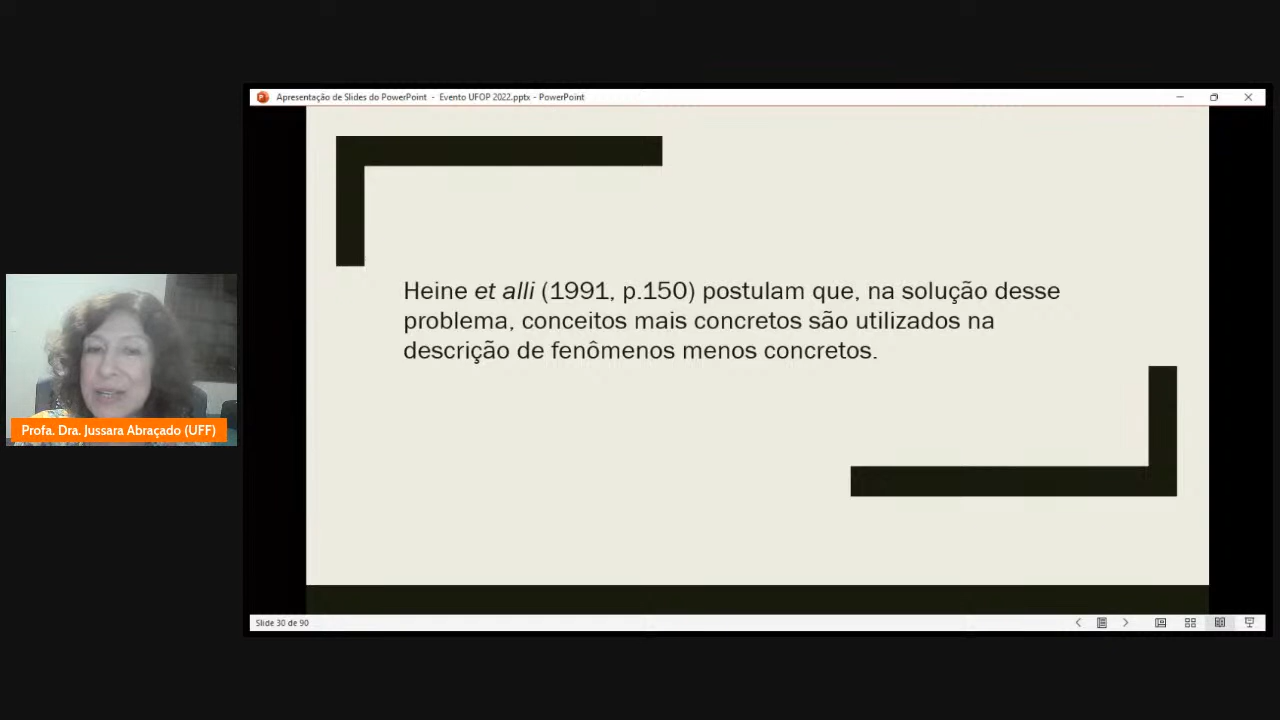 Apresentação de Slides do PowerPoint - Evento UFOP 2022.pptx - PowerPoint
Heine et alli (1991, p.150) postulam que, na solução desse
problema, conceitos mais concretos são utilizados na
descrição de fenômenos menos concretos.
Profa. Dra. Jussara Abraçado (UFF)
Slide 30 de 90